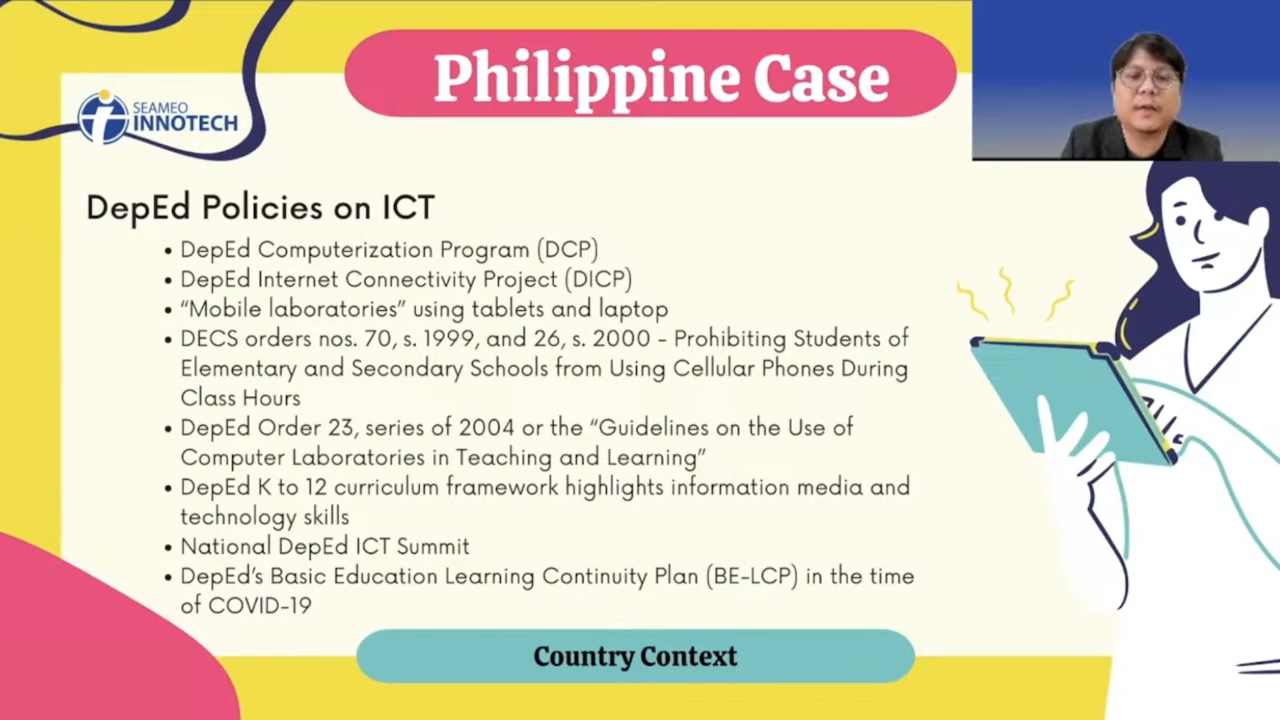 Philippine Case
SEAMEO
INNOTECH
DepEd Policies on ICT
• DepEd Computerization Program (DCP)
• DepEd Internet Connectivity Project (DICP)
• “Mobile laboratories” using tablets and laptop
• DECS orders nos. 70, s. 1999, and 26, s. 2000 - Prohibiting Students of
Elementary and Secondary Schools from Using Cellular Phones During
Class Hours
• DepEd Order 23, series of 2004 or the “Guidelines on the Use of
Computer Laboratories in Teaching and Learning”
• DepEd K to 12 curriculum framework highlights information media and
technology skills
• National DepEd ICT Summit
• DepEd’s Basic Education Learning Continuity Plan (BE-LCP) in the time
of COVID-19
Country Context